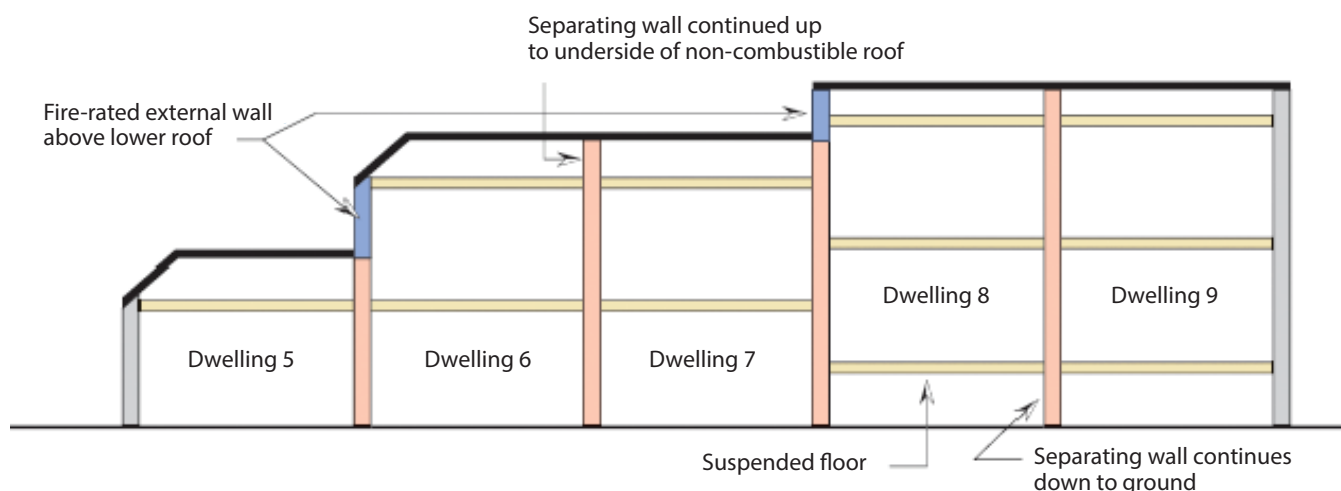 Separating wall continued up
to underside of non-combustible roof
Fire-rated external wall
above lower roof
Dwelling 8
Dwelling 9
Dwelling 5
Dwelling 6
Dwelling 7
Suspended floor
Separating wall continues
down to ground